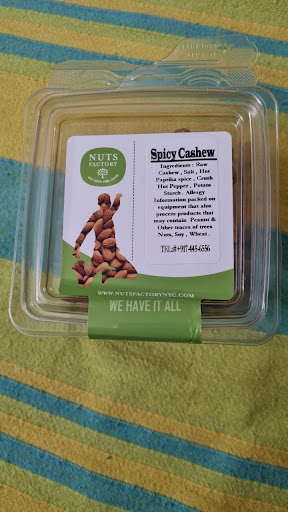 NUTS
FACTORY
Spicy Cashew
Ingredients : Raw
Cashew , Salt , Hot
Paprika spice . Crush
Hot Pepper , Potato
Starch . Allergy
Information packed on
equipment that also
process products that
may contain Peanut &
Other traces of trees
Nuts, Soy , Wheat .
TEL:#+917-445-6556
WWW.NUTSFACTORYNYC.COM
WE HAVE IT ALL